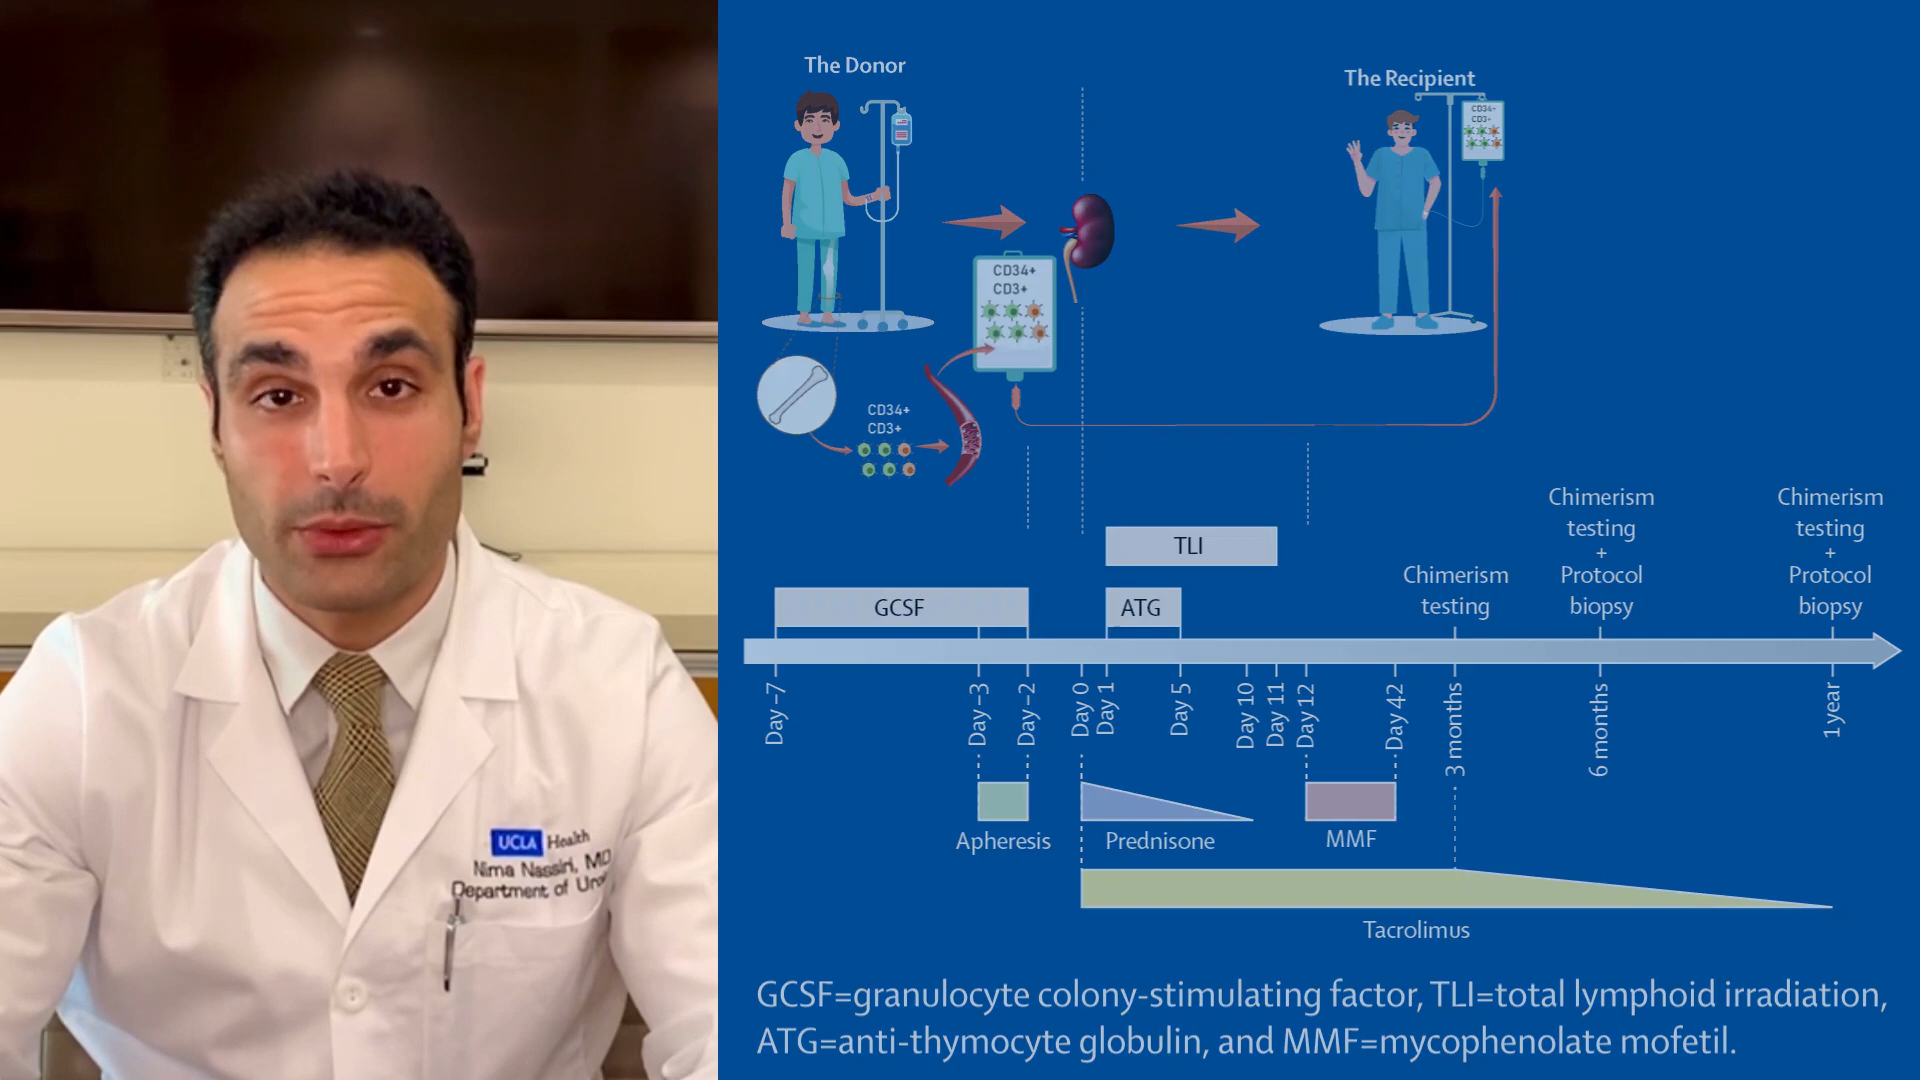 UCLA Health
Nima Nassiri, MD
Department of
The Donor
The Recipient
CD34+
CD3+
CD34+
CD3+
CD34+
CD3+
TLI
GCSF
ATG
Chimerism
testing
Chimerism
testing
+
Protocol
biopsy
Chimerism
testing
+
Protocol
biopsy
Day –7
Day –3
Day –2
Day 0
Day 1
Day 5
Day 10
Day 11
Day 12
Day 42
3 months
6 months
1 year
Apheresis
Prednisone
MMF
Tacrolimus
GCSF=granulocyte colony-stimulating factor, TLI=total lymphoid irradiation,
ATG=anti-thymocyte globulin, and MMF=mycophenolate mofetil.